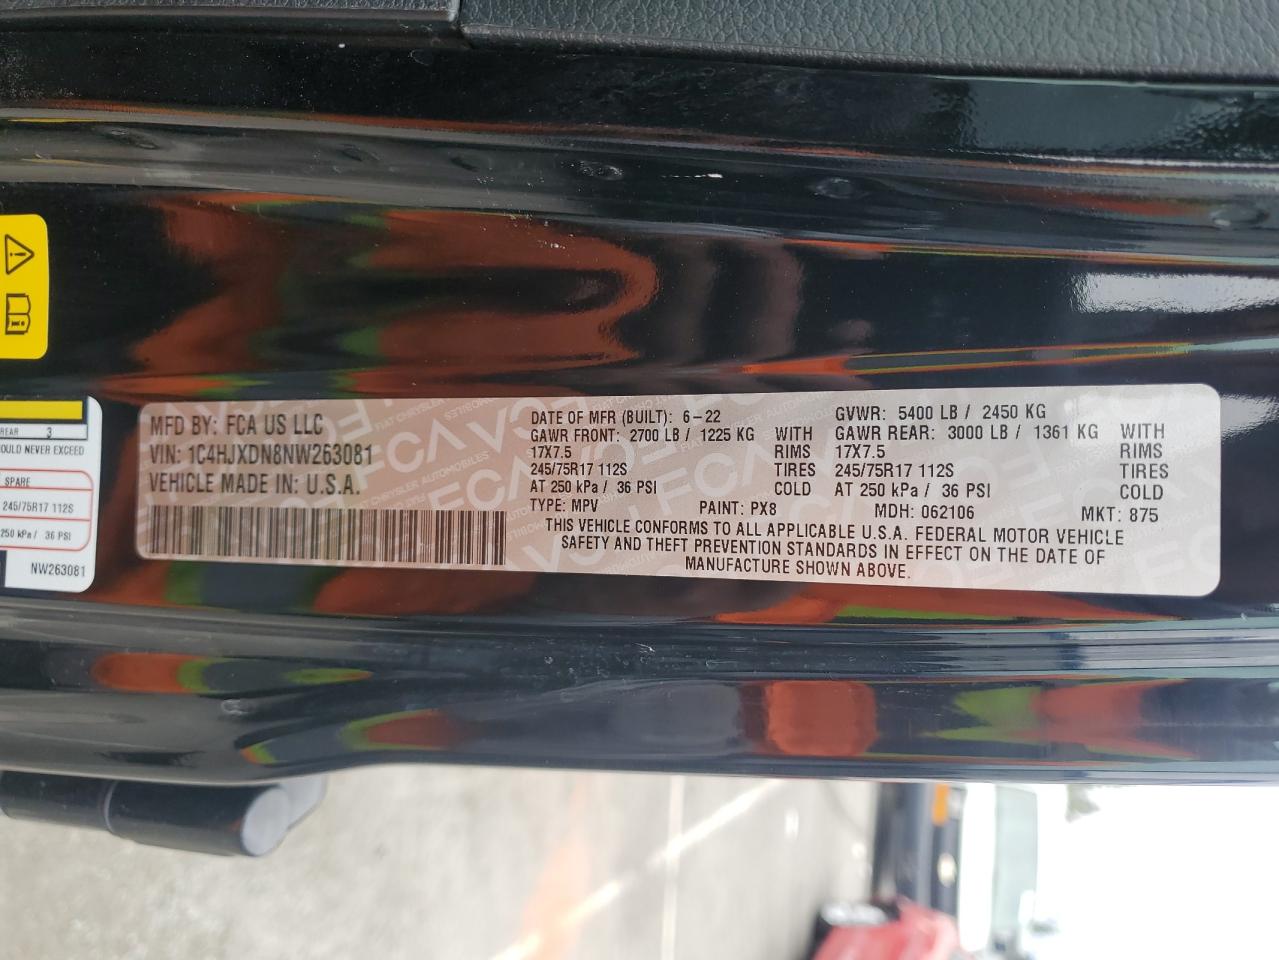 REAR 3
OULD NEVER EXCEED
SPARE
245/75R17 112S
250 kPa / 36 PSI
NW263081
MFD BY: FCA US LLC
VIN: 1C4HJXDN8NW263081
VEHICLE MADE IN: U.S.A.
DATE OF MFR (BUILT): 6-22 GVWR: 5400 LB / 2450 KG
GAWR FRONT: 2700 LB / 1225 KG WITH GAWR REAR: 3000 LB / 1361 KG WITH
17X7.5 RIMS 17X7.5 RIMS
245/75R17 112S TIRES 245/75R17 112S TIRES
AT 250 kPa / 36 PSI COLD AT 250 kPa / 36 PSI COLD
TYPE: MPV PAINT: PX8 MDH: 062106 MKT: 875
THIS VEHICLE CONFORMS TO ALL APPLICABLE U.S.A. FEDERAL MOTOR VEHICLE
SAFETY AND THEFT PREVENTION STANDARDS IN EFFECT ON THE DATE OF
MANUFACTURE SHOWN ABOVE.